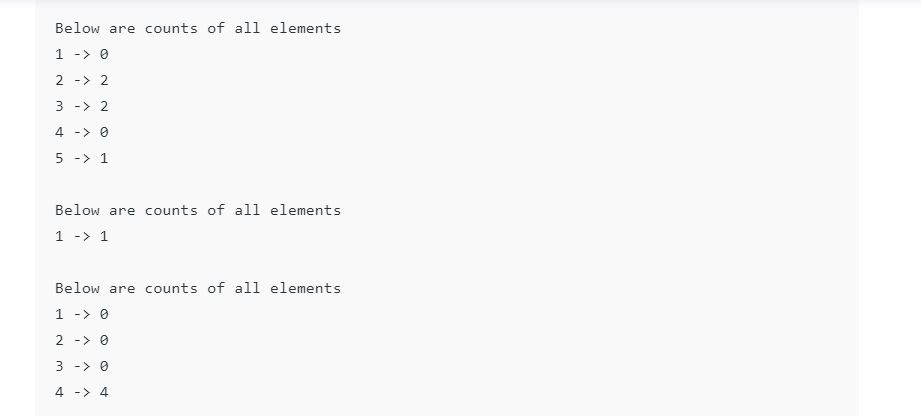 Below are counts of all elements
1 -> 0
2 -> 2
3 -> 2
4 -> 0
5 -> 1
Below are counts of all elements
1 -> 1
Below are counts of all elements
1 -> 0
2 -> 0
3 -> 0
4 -> 4